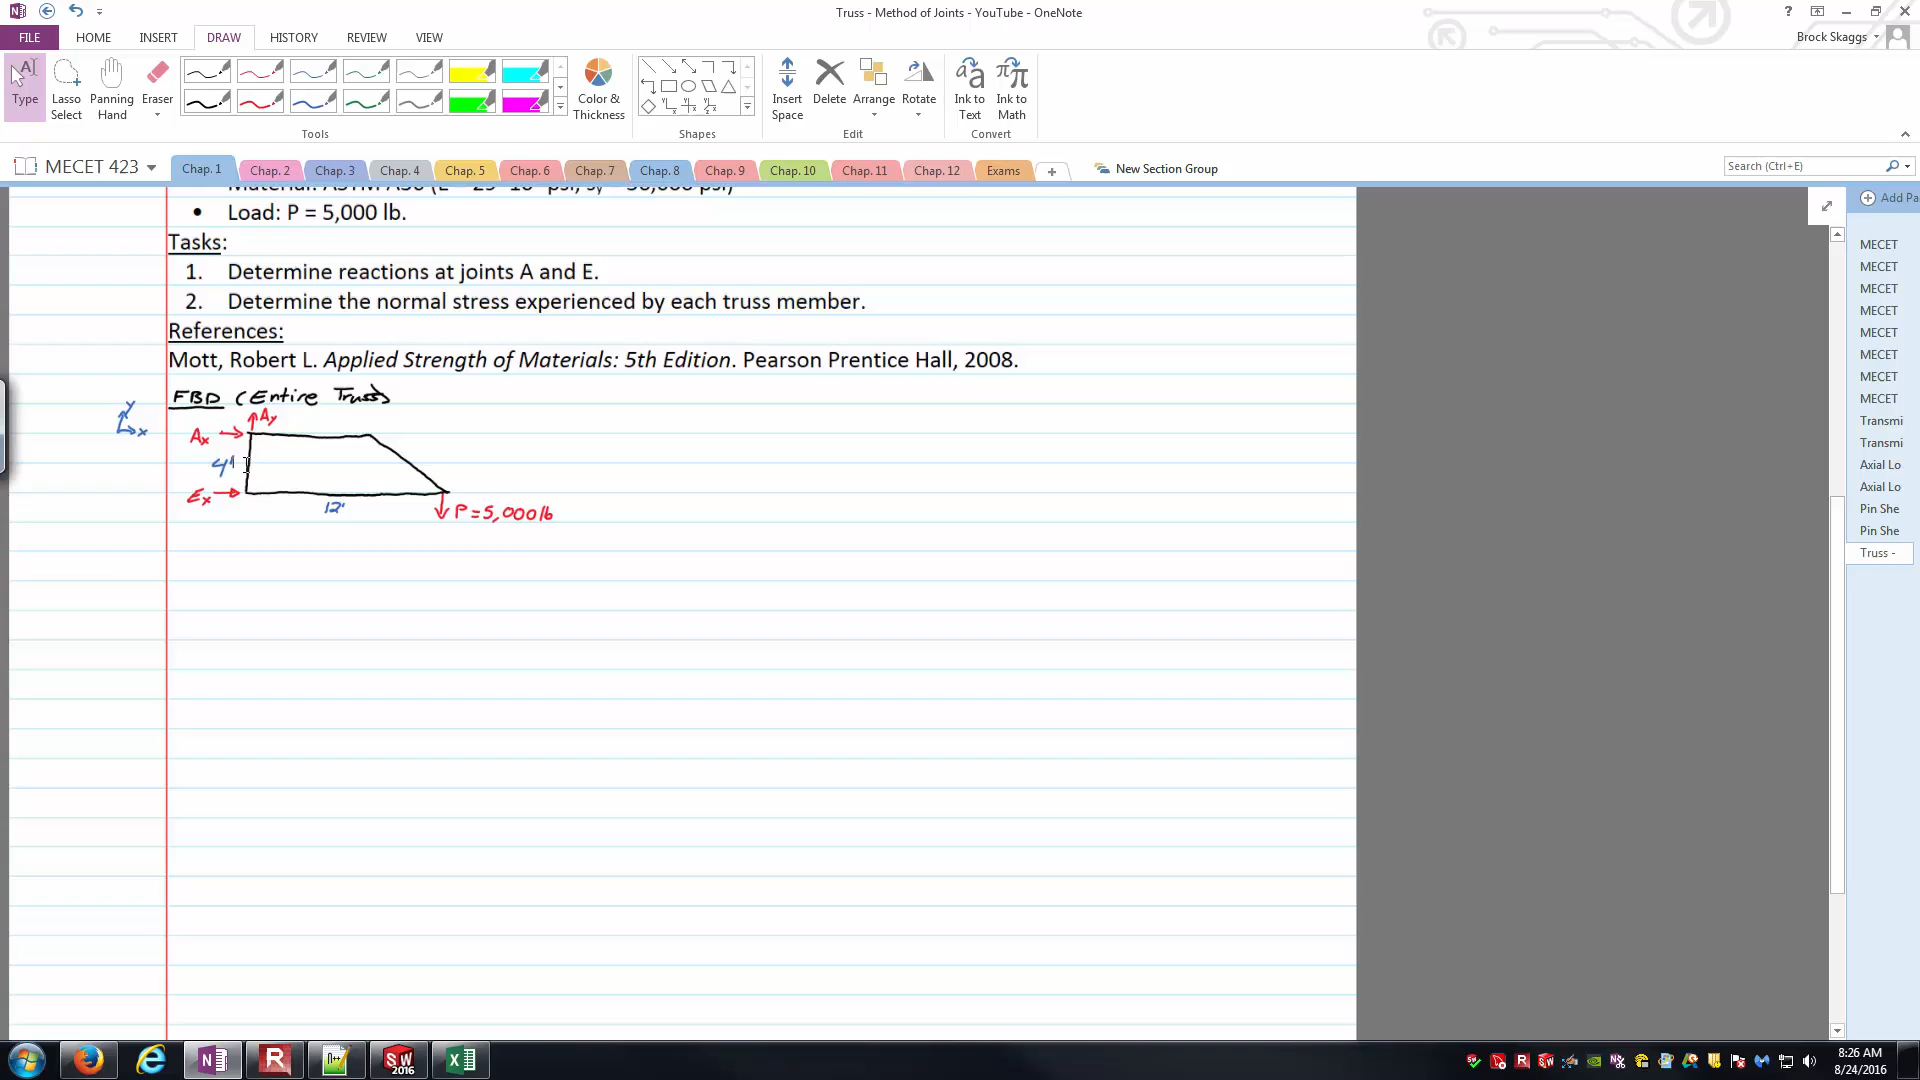 Truss - Method of Joints - YouTube - OneNote
FILE HOME INSERT DRAW HISTORY REVIEW VIEW
Brock Skaggs
Type
Lasso Select
Panning Hand
Eraser
Color & Thickness
Insert Space
Delete
Arrange
Rotate
Ink to Text
Ink to Math
Tools Shapes Edit Convert
MECET 423 Chap. 1 Chap. 2 Chap. 3 Chap. 4 Chap. 5 Chap. 6 Chap. 7 Chap. 8 Chap. 9 Chap. 10 Chap. 11 Chap. 12 Exams New Section Group
Search (Ctrl+E)
Add Pa
• Load: P = 5,000 lb.
Tasks:
1. Determine reactions at joints A and E.
2. Determine the normal stress experienced by each truss member.
References:
Mott, Robert L. Applied Strength of Materials: 5th Edition. Pearson Prentice Hall, 2008.
FBD (Entire Truss)
y
x
Ay
Ax
4'
Ex
12'
P = 5,000 lb
MECET
MECET
MECET
MECET
MECET
MECET
MECET
MECET
Transmi
Transmi
Axial Lo
Axial Lo
Pin She
Pin She
Truss -
SW 2016
8:26 AM
8/24/2016